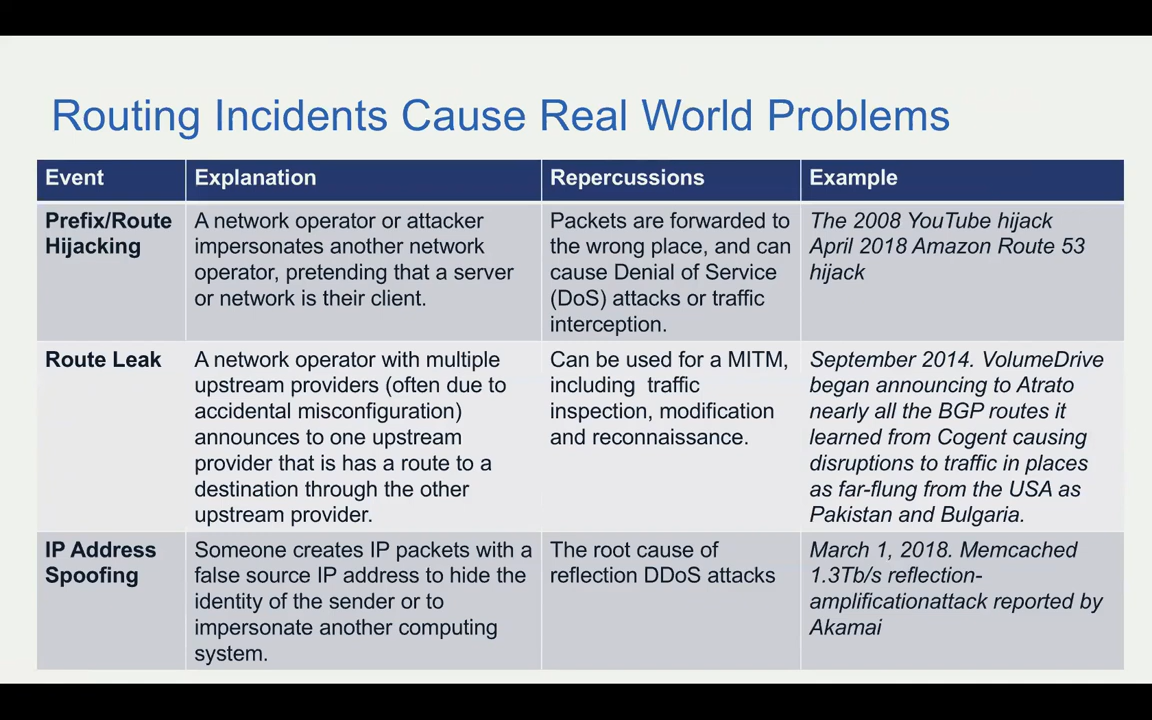 Routing Incidents Cause Real World Problems
Event
Explanation
Repercussions
Example
Prefix/Route
Hijacking
A network operator or attacker
impersonates another network
operator, pretending that a server
or network is their client.
Packets are forwarded to
the wrong place, and can
cause Denial of Service
(DoS) attacks or traffic
interception.
The 2008 YouTube hijack
April 2018 Amazon Route 53
hijack
Route Leak
A network operator with multiple
upstream providers (often due to
accidental misconfiguration)
announces to one upstream
provider that is has a route to a
destination through the other
upstream provider.
Can be used for a MITM,
including traffic
inspection, modification
and reconnaissance.
September 2014. VolumeDrive
began announcing to Atrato
nearly all the BGP routes it
learned from Cogent causing
disruptions to traffic in places
as far-flung from the USA as
Pakistan and Bulgaria.
IP Address
Spoofing
Someone creates IP packets with a
false source IP address to hide the
identity of the sender or to
impersonate another computing
system.
The root cause of
reflection DDoS attacks
March 1, 2018. Memcached
1.3Tb/s reflection-
amplificationattack reported by
Akamai